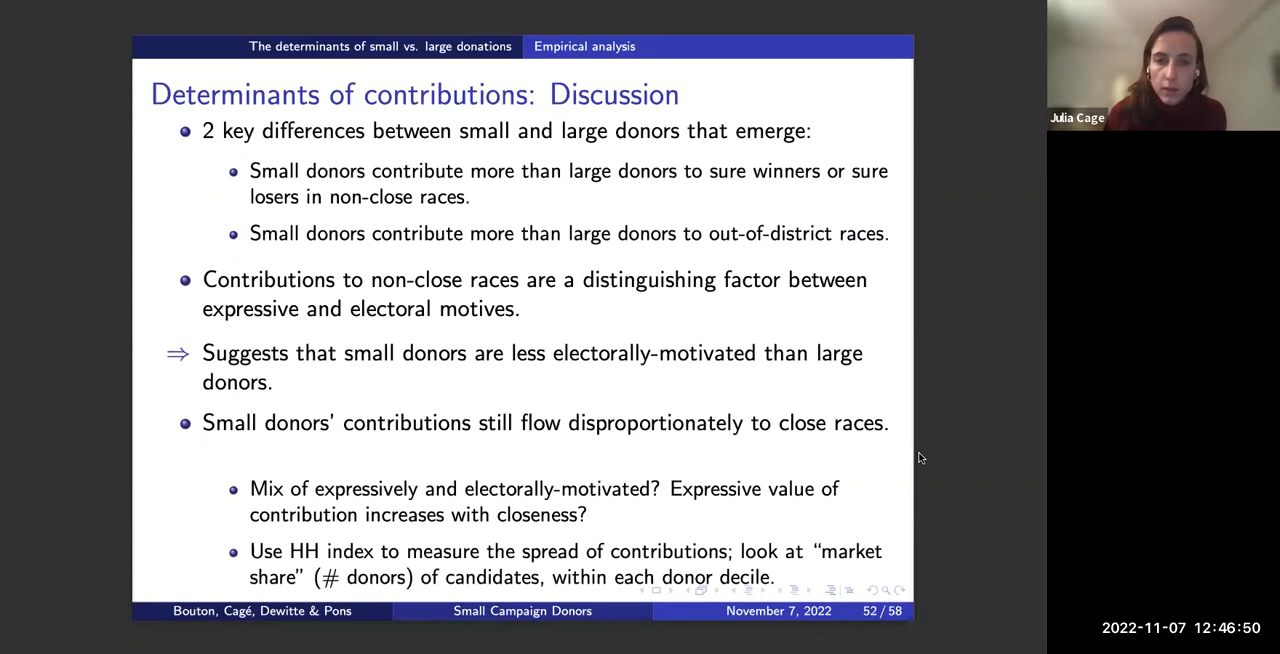 The determinants of small vs. large donations Empirical analysis
Determinants of contributions: Discussion
2 key differences between small and large donors that emerge:
Small donors contribute more than large donors to sure winners or sure
losers in non-close races.
Small donors contribute more than large donors to out-of-district races.
Contributions to non-close races are a distinguishing factor between
expressive and electoral motives.
⇒ Suggests that small donors are less electorally-motivated than large
donors.
Small donors' contributions still flow disproportionately to close races.
Mix of expressively and electorally-motivated? Expressive value of
contribution increases with closeness?
Use HH index to measure the spread of contributions; look at “market
share” (# donors) of candidates, within each donor decile.
Bouton, Cagé, Dewitte & Pons Small Campaign Donors November 7, 2022 52 / 58
Julia Cage
2022-11-07 12:46:50